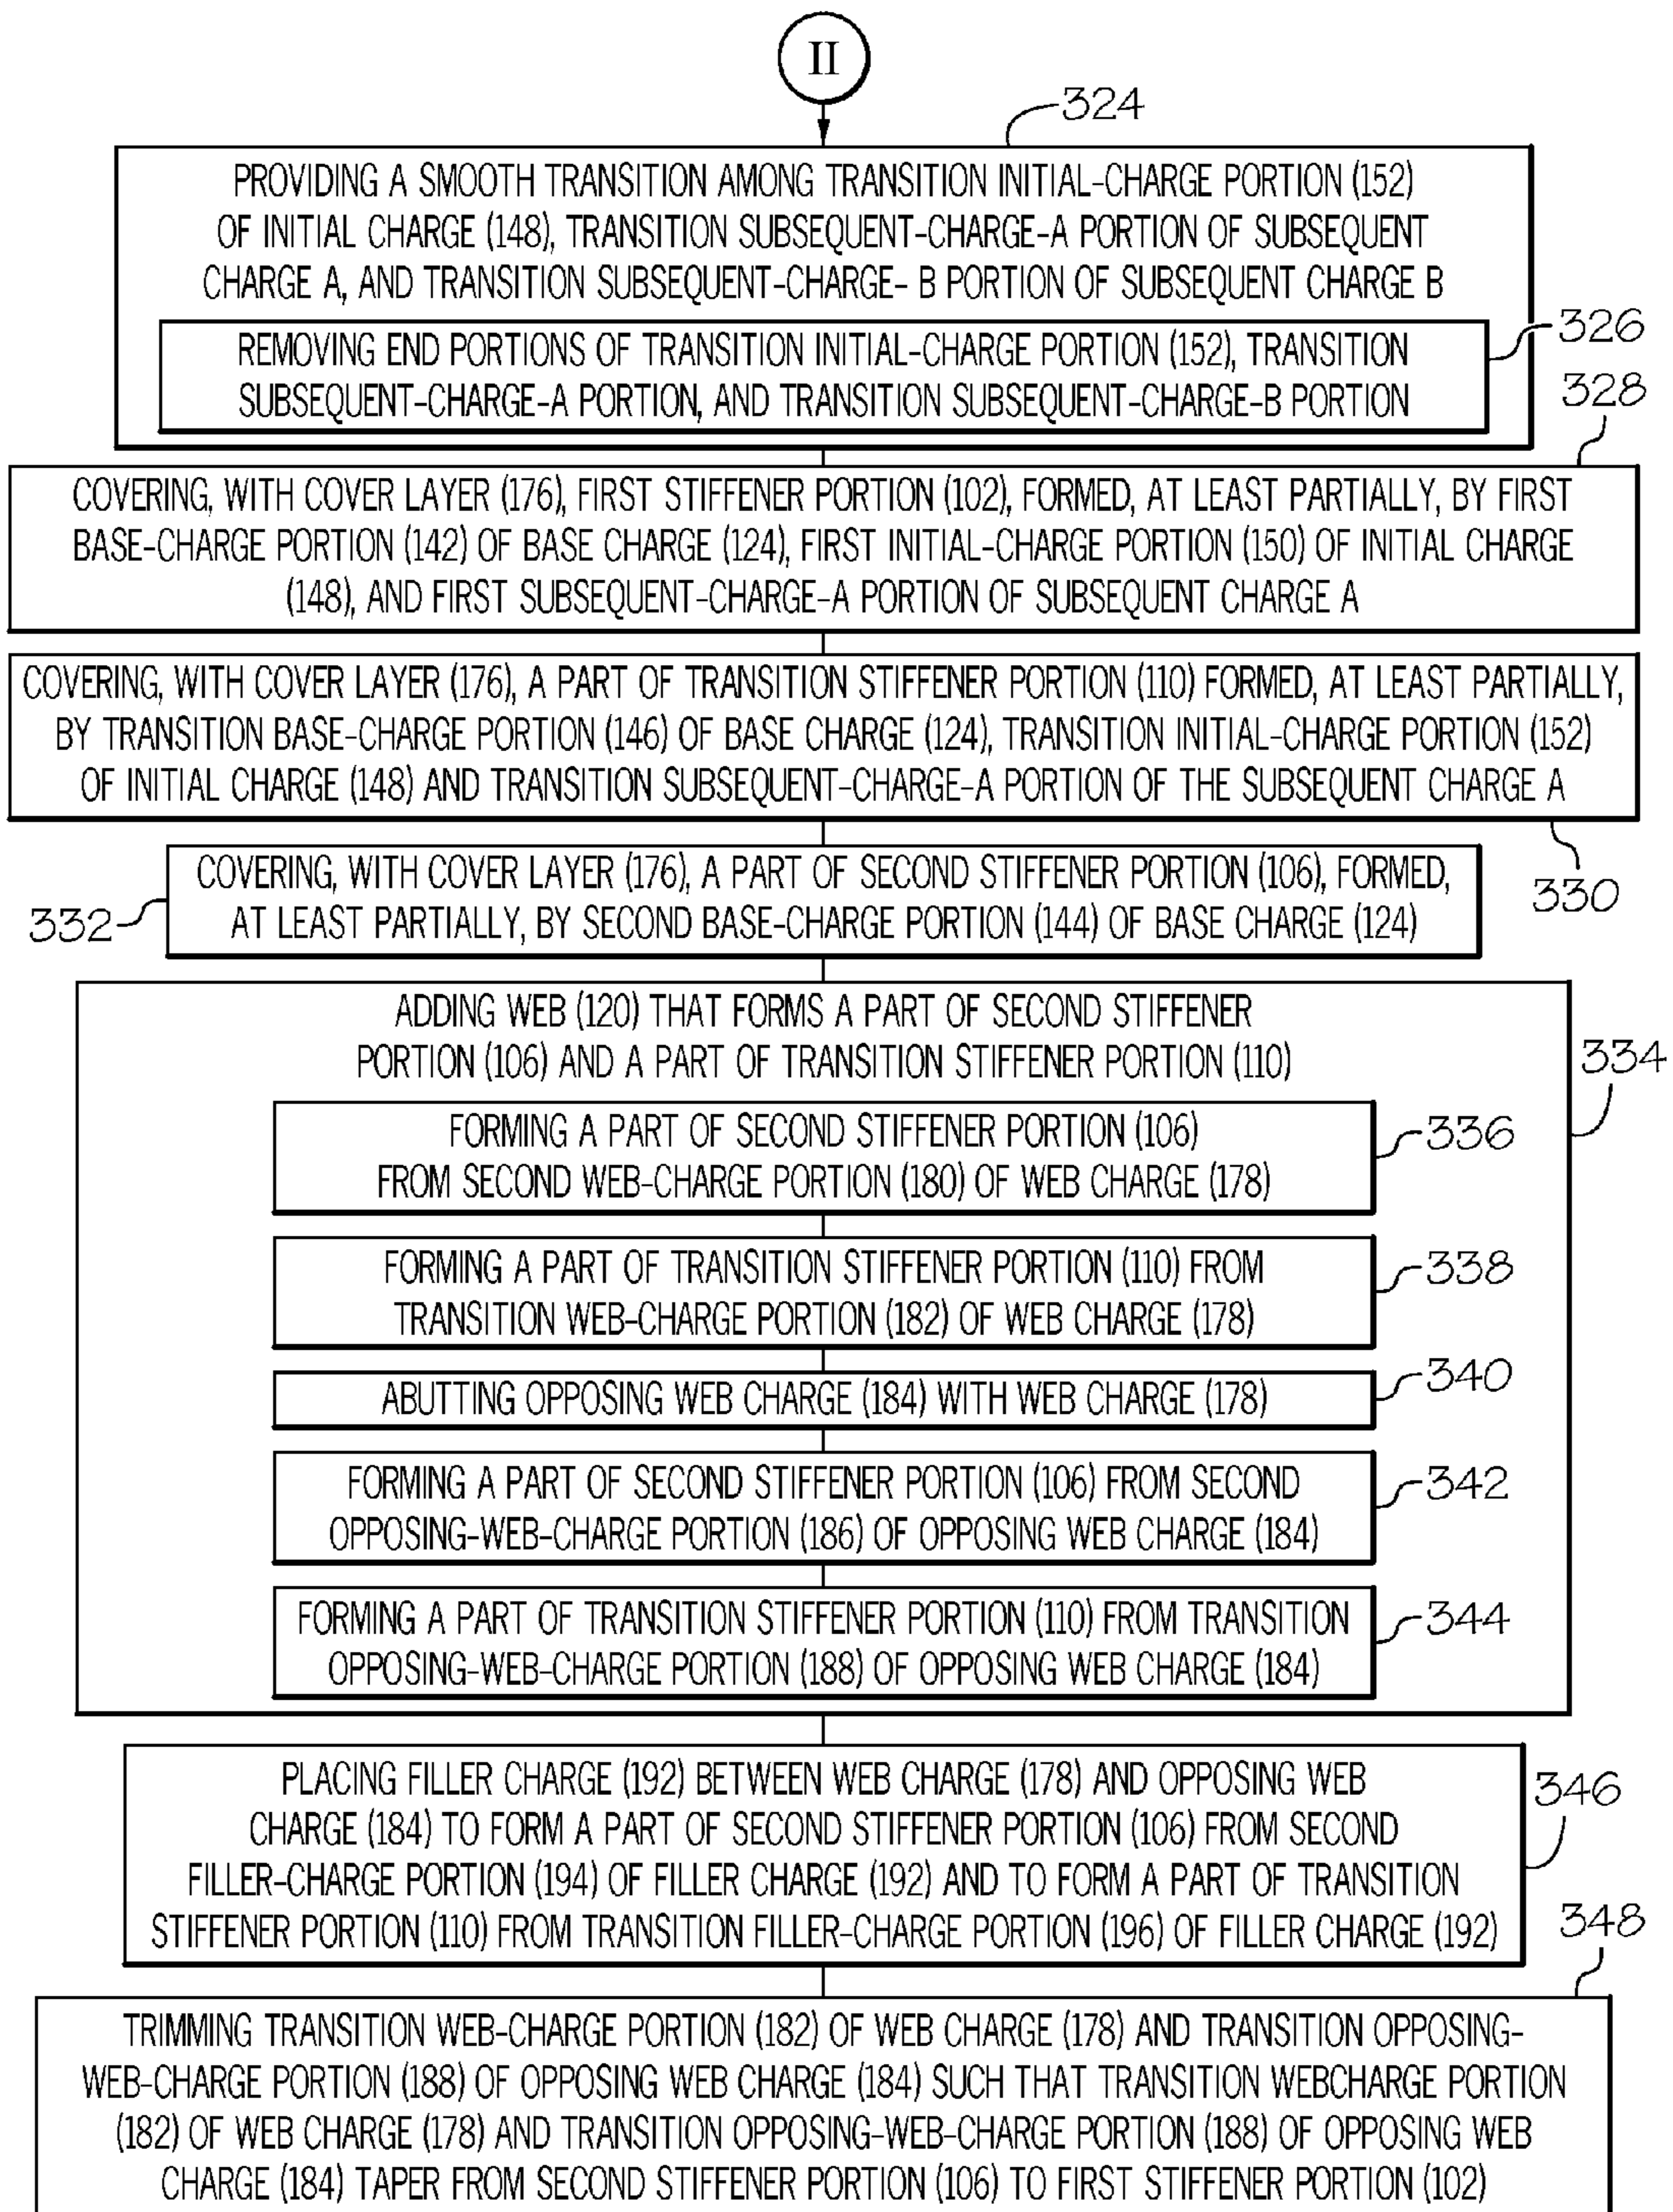 II
324
PROVIDING A SMOOTH TRANSITION AMONG TRANSITION INITIAL-CHARGE PORTION (152)
OF INITIAL CHARGE (148), TRANSITION SUBSEQUENT-CHARGE-A PORTION OF SUBSEQUENT
CHARGE A, AND TRANSITION SUBSEQUENT-CHARGE- B PORTION OF SUBSEQUENT CHARGE B
326
REMOVING END PORTIONS OF TRANSITION INITIAL-CHARGE PORTION (152), TRANSITION
SUBSEQUENT-CHARGE-A PORTION, AND TRANSITION SUBSEQUENT-CHARGE-B PORTION
328
COVERING, WITH COVER LAYER (176), FIRST STIFFENER PORTION (102), FORMED, AT LEAST PARTIALLY, BY FIRST
BASE-CHARGE PORTION (142) OF BASE CHARGE (124), FIRST INITIAL-CHARGE PORTION (150) OF INITIAL CHARGE
(148), AND FIRST SUBSEQUENT-CHARGE-A PORTION OF SUBSEQUENT CHARGE A
COVERING, WITH COVER LAYER (176), A PART OF TRANSITION STIFFENER PORTION (110) FORMED, AT LEAST PARTIALLY,
BY TRANSITION BASE-CHARGE PORTION (146) OF BASE CHARGE (124), TRANSITION INITIAL-CHARGE PORTION (152)
OF INITIAL CHARGE (148) AND TRANSITION SUBSEQUENT-CHARGE-A PORTION OF THE SUBSEQUENT CHARGE A
330
COVERING, WITH COVER LAYER (176), A PART OF SECOND STIFFENER PORTION (106), FORMED,
AT LEAST PARTIALLY, BY SECOND BASE-CHARGE PORTION (144) OF BASE CHARGE (124)
332
ADDING WEB (120) THAT FORMS A PART OF SECOND STIFFENER
PORTION (106) AND A PART OF TRANSITION STIFFENER PORTION (110)
334
FORMING A PART OF SECOND STIFFENER PORTION (106)
FROM SECOND WEB-CHARGE PORTION (180) OF WEB CHARGE (178)
336
FORMING A PART OF TRANSITION STIFFENER PORTION (110) FROM
TRANSITION WEB-CHARGE PORTION (182) OF WEB CHARGE (178)
338
ABUTTING OPPOSING WEB CHARGE (184) WITH WEB CHARGE (178)
340
FORMING A PART OF SECOND STIFFENER PORTION (106) FROM SECOND
OPPOSING-WEB-CHARGE PORTION (186) OF OPPOSING WEB CHARGE (184)
342
FORMING A PART OF TRANSITION STIFFENER PORTION (110) FROM TRANSITION
OPPOSING-WEB-CHARGE PORTION (188) OF OPPOSING WEB CHARGE (184)
344
PLACING FILLER CHARGE (192) BETWEEN WEB CHARGE (178) AND OPPOSING WEB
CHARGE (184) TO FORM A PART OF SECOND STIFFENER PORTION (106) FROM SECOND
FILLER-CHARGE PORTION (194) OF FILLER CHARGE (192) AND TO FORM A PART OF TRANSITION
STIFFENER PORTION (110) FROM TRANSITION FILLER-CHARGE PORTION (196) OF FILLER CHARGE (192)
346
348
TRIMMING TRANSITION WEB-CHARGE PORTION (182) OF WEB CHARGE (178) AND TRANSITION OPPOSING-
WEB-CHARGE PORTION (188) OF OPPOSING WEB CHARGE (184) SUCH THAT TRANSITION WEBCHARGE PORTION
(182) OF WEB CHARGE (178) AND TRANSITION OPPOSING-WEB-CHARGE PORTION (188) OF OPPOSING WEB
CHARGE (184) TAPER FROM SECOND STIFFENER PORTION (106) TO FIRST STIFFENER PORTION (102)